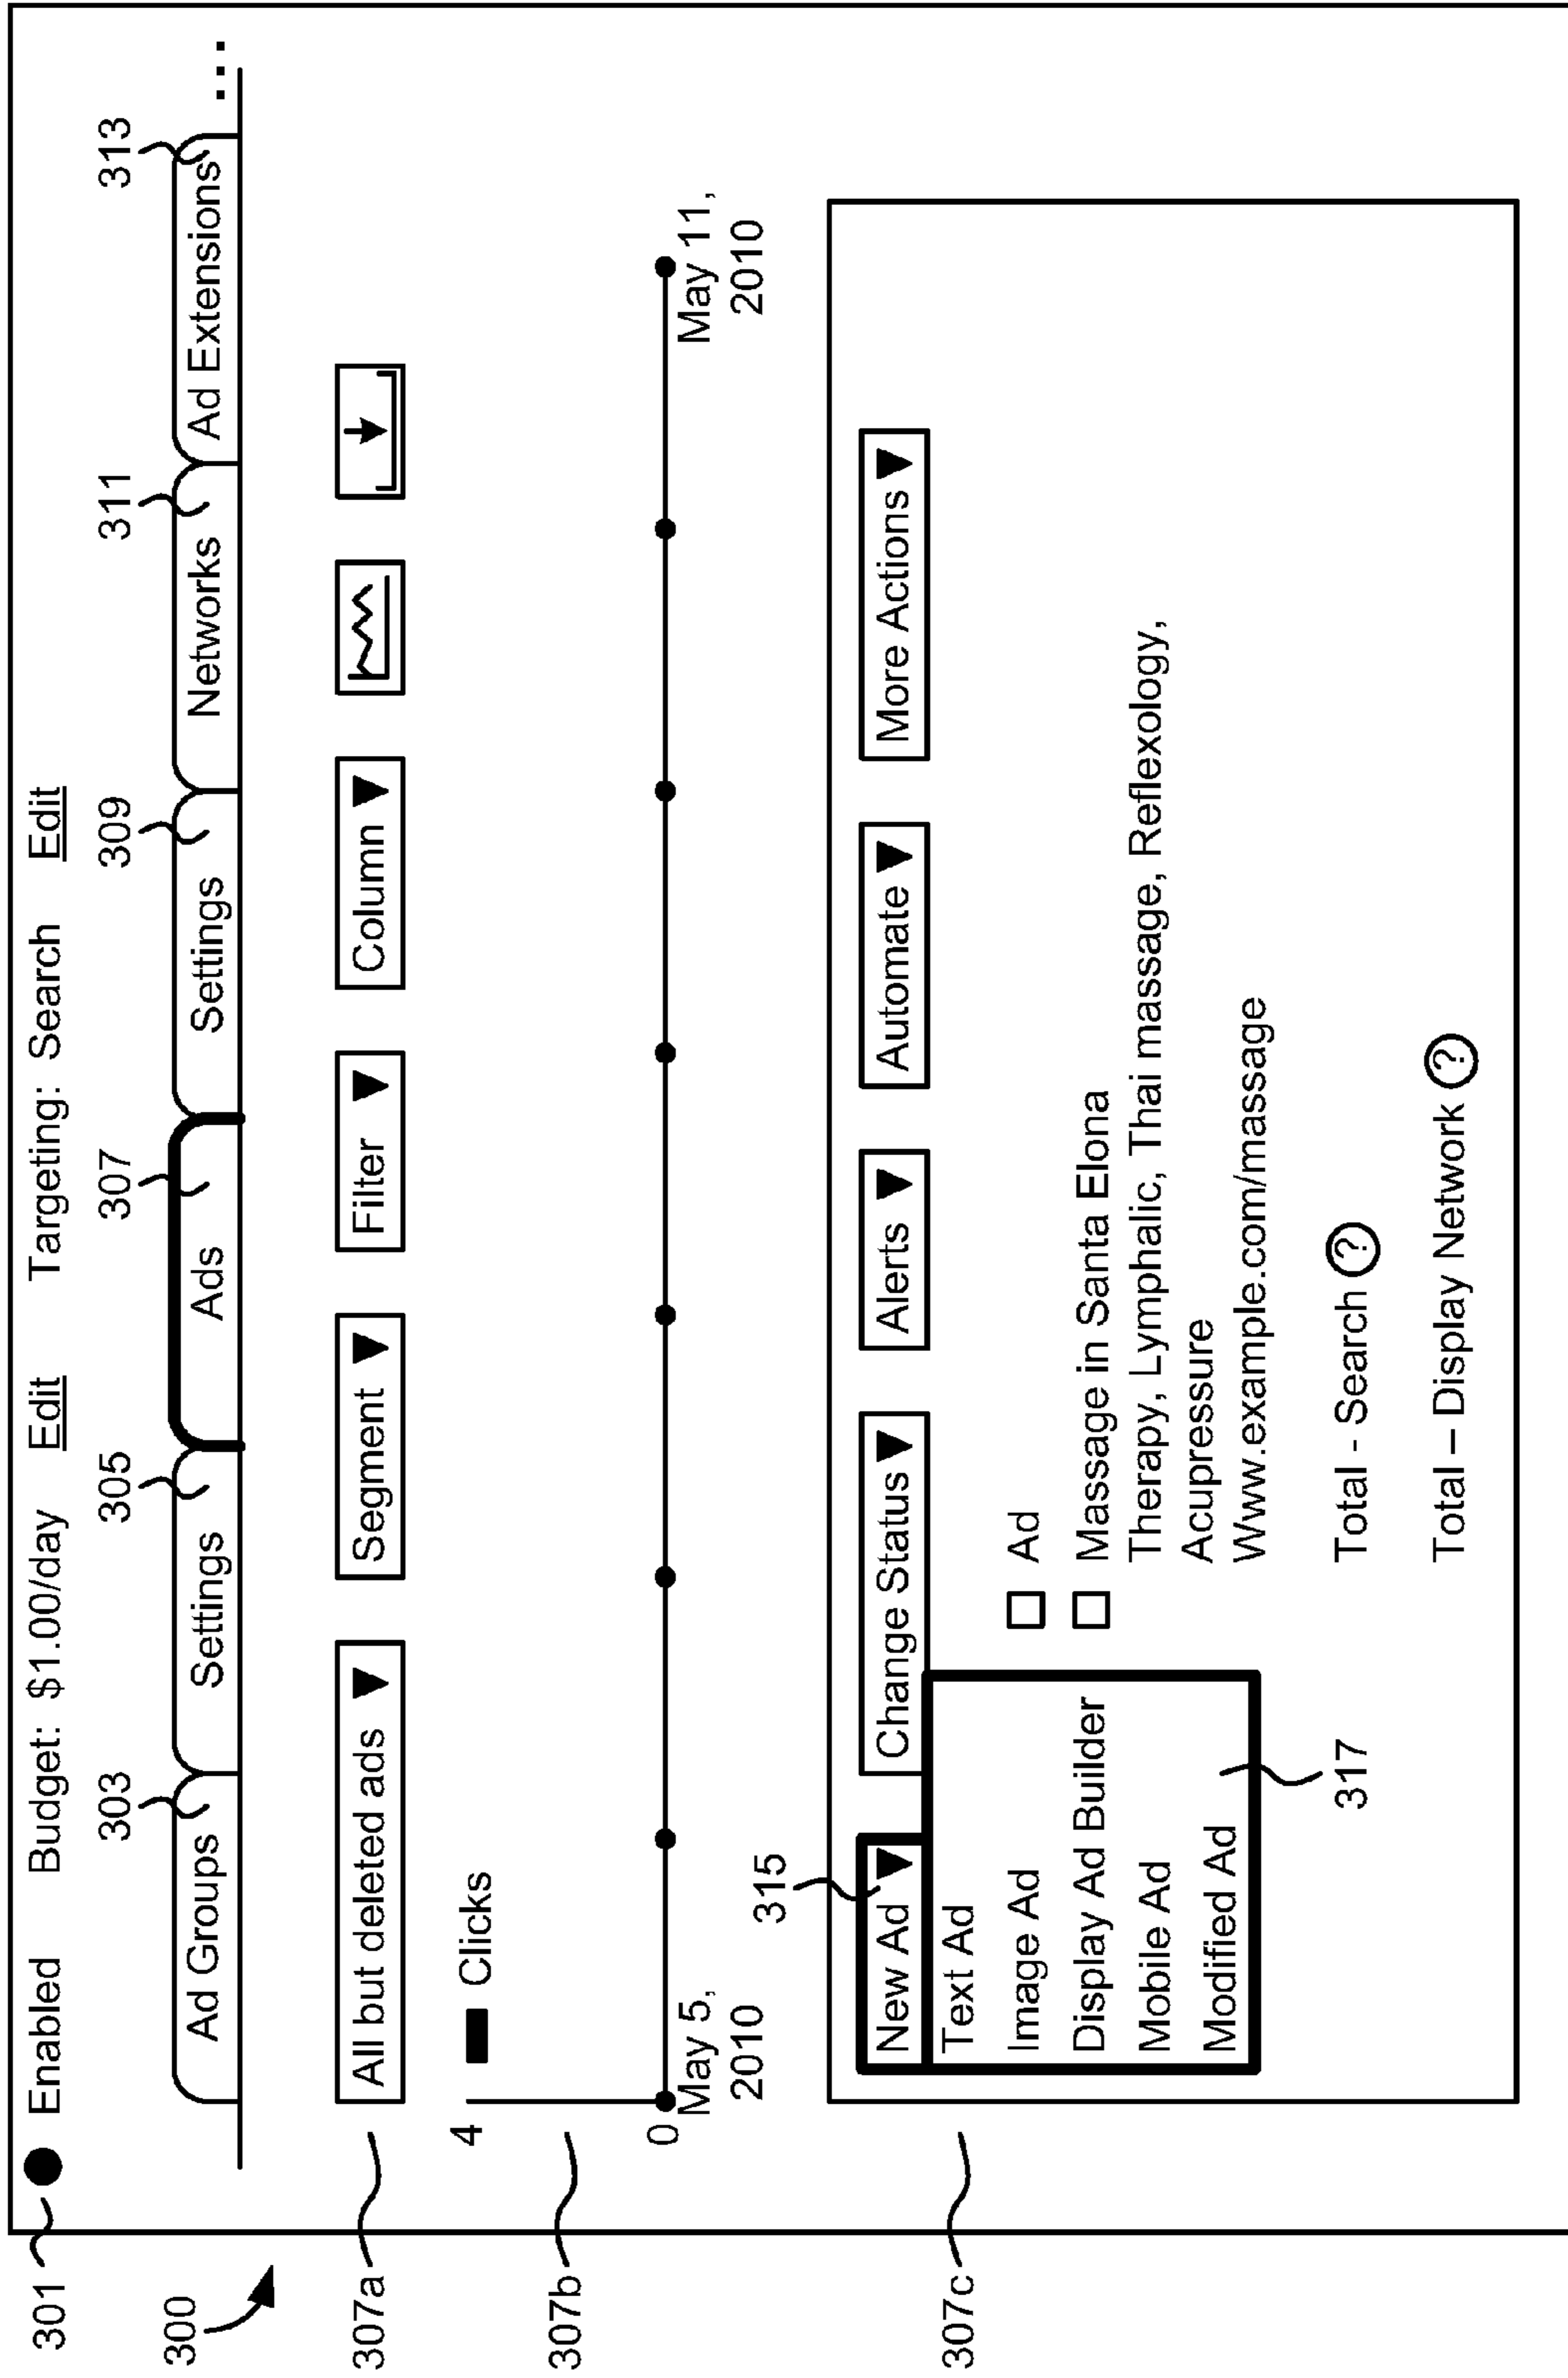 301
Enabled Budget: $1.00/day Edit Targeting: Search Edit
300
303 305 307 309 311 313
Ad Groups Settings Ads Settings Networks Ad Extensions ...
307a
All but deleted ads ▼ Segment ▼ Filter ▼ Column ▼
4 Clicks
307b
0
May 5,
2010
May 11,
2010
315
307c
New Ad ▼ Change Status ▼ Alerts ▼ Automate ▼ More Actions ▼
Text Ad
Image Ad
Display Ad Builder
Mobile Ad
Modified Ad
317
Ad
Massage in Santa Elona
Therapy, Lymphalic, Thai massage, Reflexology,
Acupressure
Www.example.com/massage
Total - Search ?
Total – Display Network ?